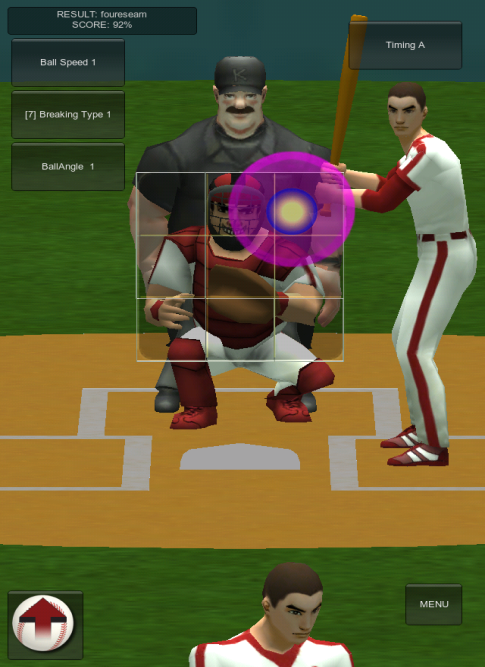 RESULT: foureseam
SCORE: 92%
Timing A
Ball Speed 1
[7] Breaking Type 1
BallAngle 1
K
MENU